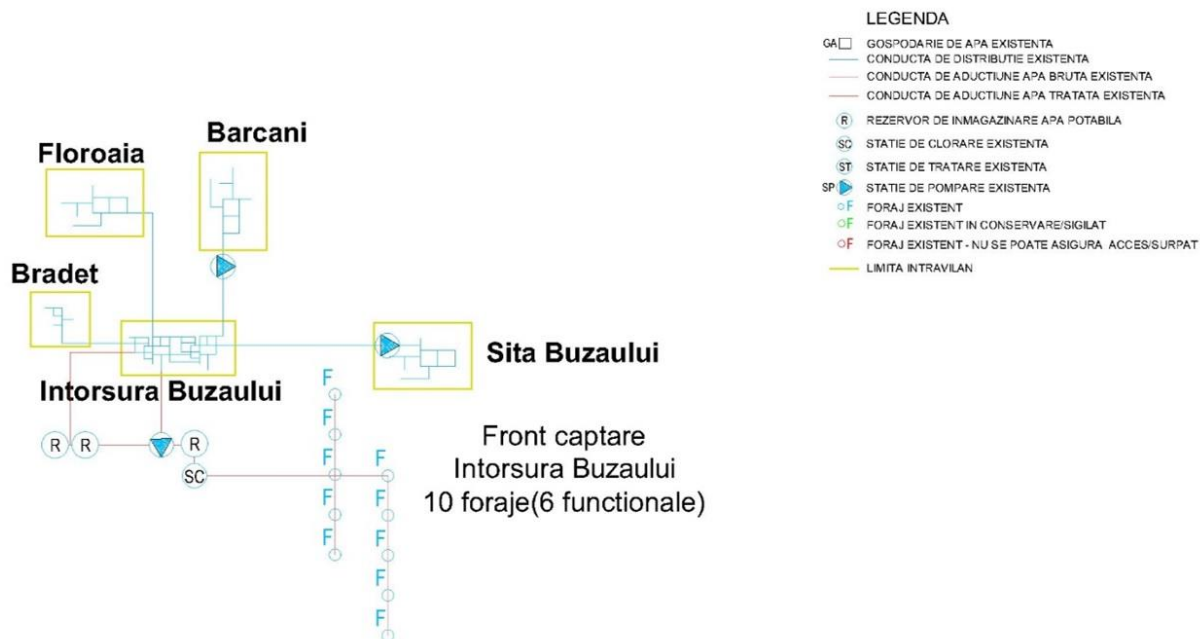 LEGENDA
GA GOSPODARIE DE APA EXISTENTA
CONDUCTA DE DISTRIBUTIE EXISTENTA
CONDUCTA DE ADUCTIUNE APA BRUTA EXISTENTA
CONDUCTA DE ADUCTIUNE APA TRATATA EXISTENTA
R REZERVOR DE INMAGAZINARE APA POTABILA
SC STATIE DE CLORARE EXISTENTA
ST STATIE DE TRATARE EXISTENTA
SP STATIE DE POMPARE EXISTENTA
F FORAJ EXISTENT
F FORAJ EXISTENT IN CONSERVARE/SIGILAT
F FORAJ EXISTENT - NU SE POATE ASIGURA ACCES/SURPAT
LIMITA INTRAVILAN
Barcani
Floroaia
Bradet
Sita Buzaului
Intorsura Buzaului
F
F
R R R
SC
Front captare
Intorsura Buzaului
10 foraje(6 functionale)
F
F
F
F
F
F
F
F